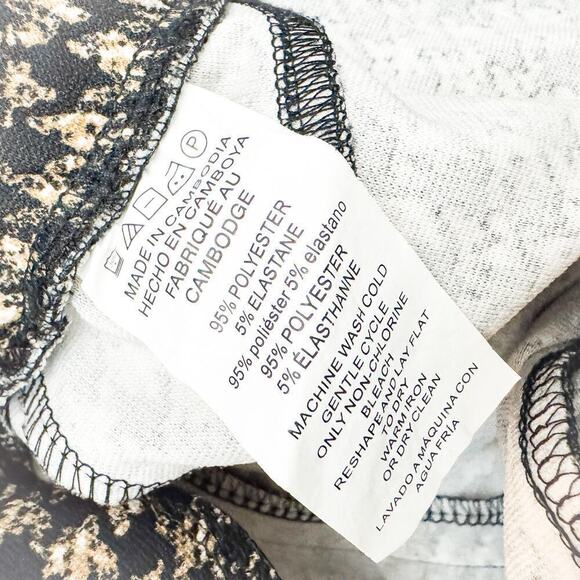 P
MADE IN CAMBODIA
HECHO EN CAMBOYA
FABRIQUÉ AU
CAMBODGE
95% POLYESTER
5% ELASTANE
95% poliéster 5% elastano
95% POLYESTER
5% ÉLASTHANNE
MACHINE WASH COLD
GENTLE CYCLE
ONLY NON-CHLORINE
BLEACH
RESHAPE AND LAY FLAT
TO DRY
WARM IRON
OR DRY CLEAN
LAVADO A MÁQUINA CON
AGUA FRÍA